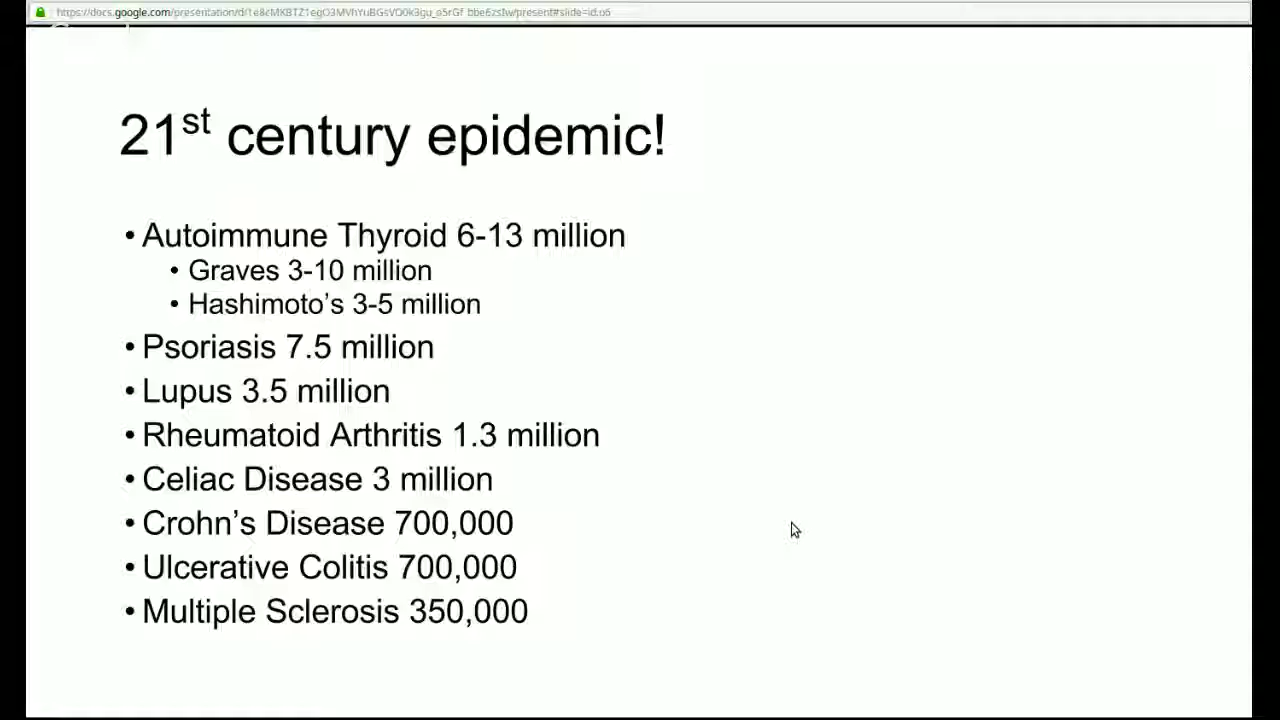 21st century epidemic!
• Autoimmune Thyroid 6-13 million
• Graves 3-10 million
• Hashimoto’s 3-5 million
• Psoriasis 7.5 million
• Lupus 3.5 million
• Rheumatoid Arthritis 1.3 million
• Celiac Disease 3 million
• Crohn’s Disease 700,000
• Ulcerative Colitis 700,000
• Multiple Sclerosis 350,000